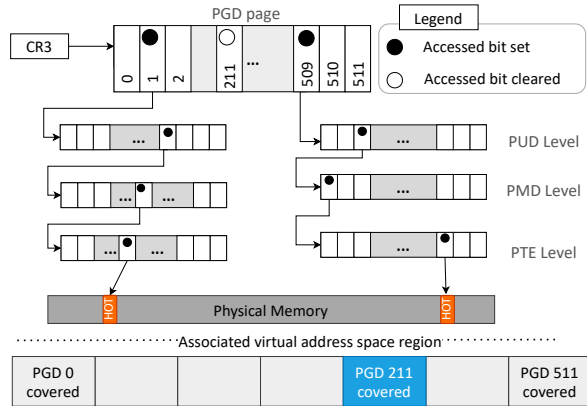 PGD page
Legend
CR3
Accessed bit set
Accessed bit cleared
...
0 1 2 211 509 510 511
... ... PUD Level
... ... ... PMD Level
... ... ... PTE Level
HOT Physical Memory HOT
Associated virtual address space region
PGD 0 PGD 211 PGD 511
covered covered covered